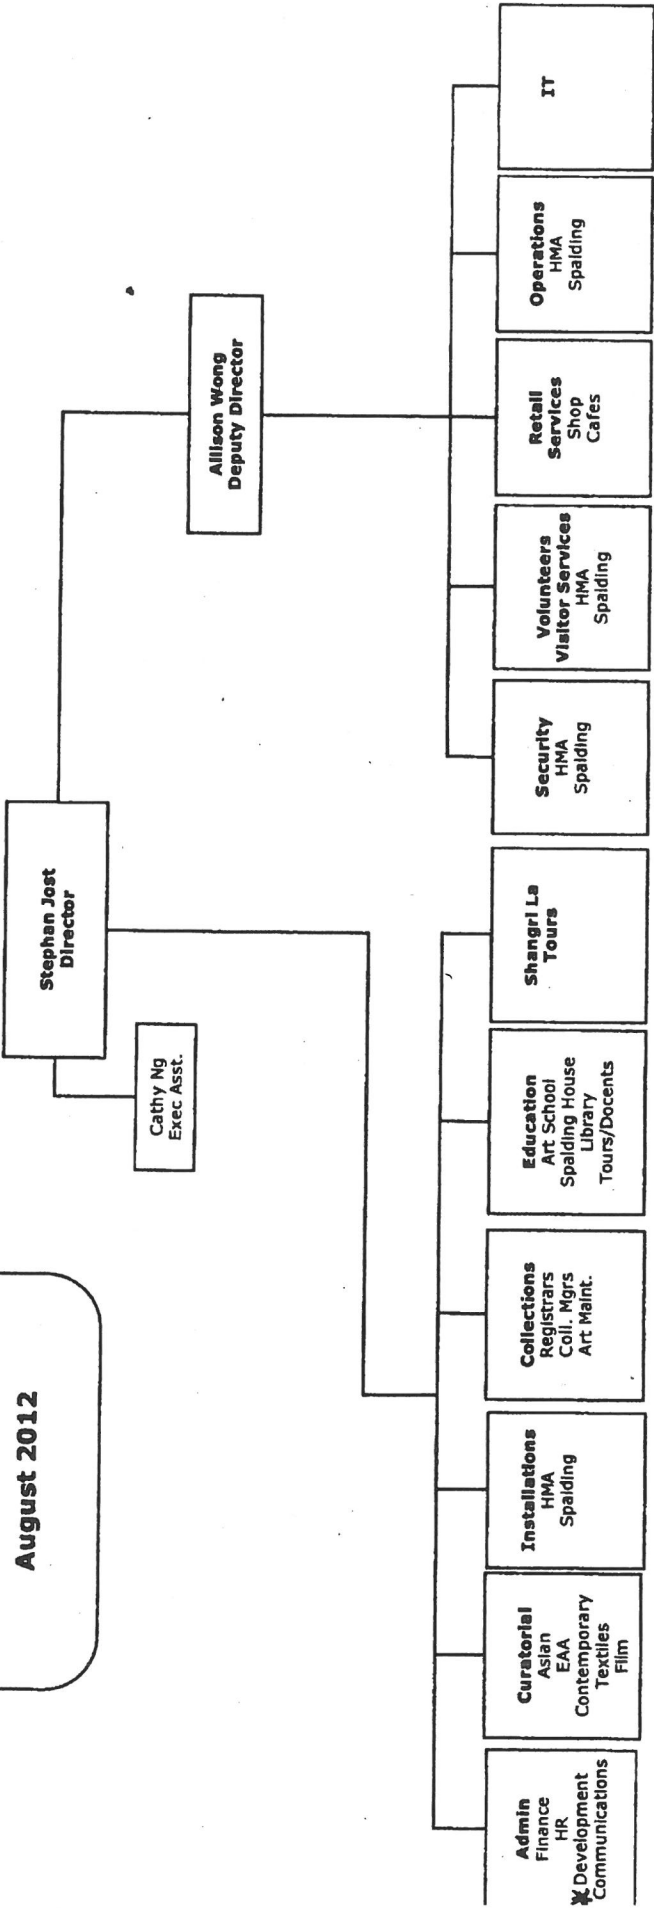 August 2012
Stephan Jost
Director
Cathy Ng
Exec Asst.
Allison Wong
Deputy Director
Admin
Finance
HR
Development
Communications
Curatorial
Asian
EAA
Contemporary
Textiles
Film
Installations
HMA
Spalding
Collections
Registrars
Coll. Mgrs
Art Maint.
Education
Art School
Spalding House
Library
Tours/Docents
Shangri La
Tours
Security
HMA
Spalding
Volunteers
Visitor Services
HMA
Spalding
Retail
Services
Shop
Cafes
Operations
HMA
Spalding
IT